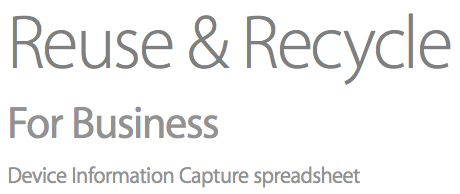 Reuse & Recycle
For Business
Device Information Capture spreadsheet